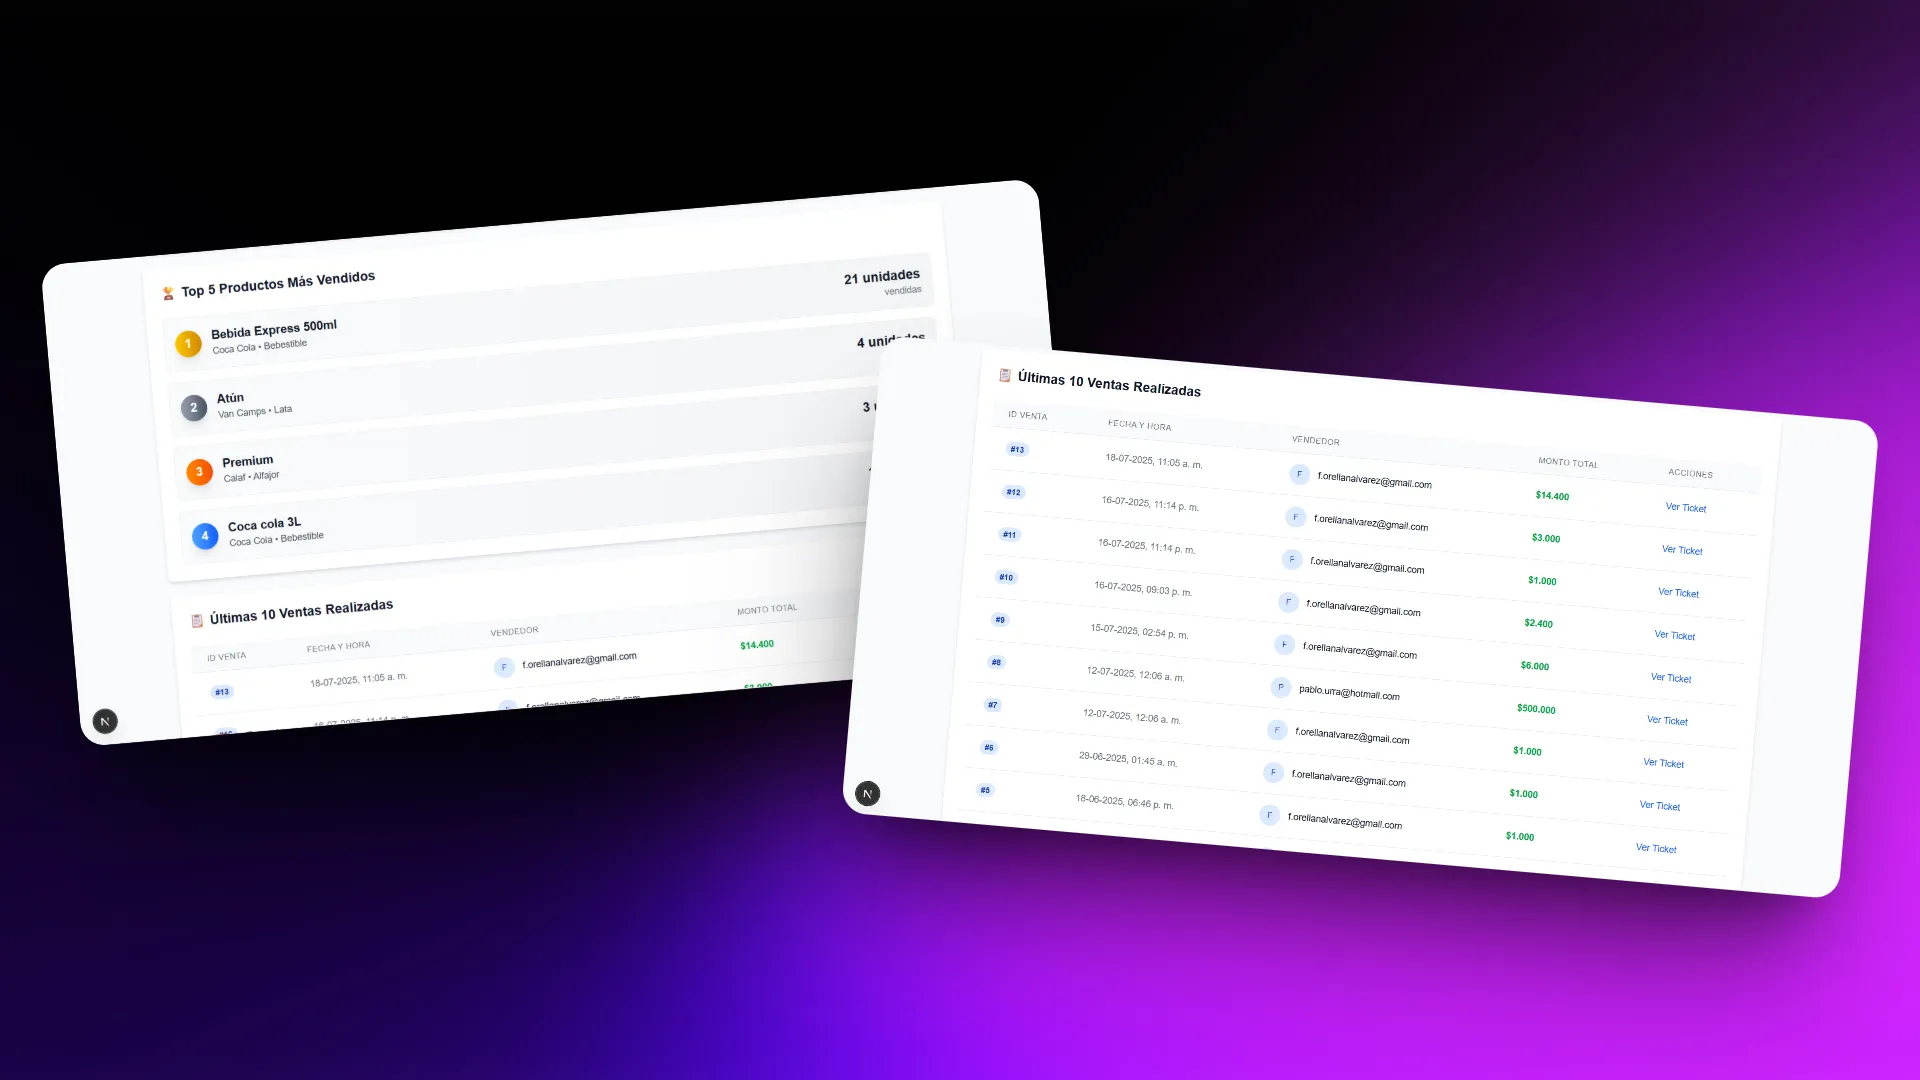 Top 5 Productos Más Vendidos
1 Bebida Express 500ml 21 unidades
Coca Cola • Bebestible vendidas
2 Atún 4
Van Camps • Lata
3 Premium 3
Calaf • Alfajor
4 Coca cola 3L
Coca Cola • Bebestible
Últimas 10 Ventas Realizadas
ID VENTA FECHA Y HORA VENDEDOR MONTO TOTAL
#13 18-07-2025, 11:05 a. m. F f.orellanalvarez@gmail.com $14.400
N
Últimas 10 Ventas Realizadas
ID VENTA FECHA Y HORA VENDEDOR MONTO TOTAL ACCIONES
#13 18-07-2025, 11:05 a. m. F f.orellanalvarez@gmail.com $14.400 Ver Ticket
#12 16-07-2025, 11:14 p. m. F f.orellanalvarez@gmail.com $3.000 Ver Ticket
#11 16-07-2025, 11:14 p. m. F f.orellanalvarez@gmail.com $1.000 Ver Ticket
#10 16-07-2025, 09:03 p. m. F f.orellanalvarez@gmail.com $2.400 Ver Ticket
#9 15-07-2025, 02:54 p. m. F f.orellanalvarez@gmail.com $6.000 Ver Ticket
#8 12-07-2025, 12:06 a. m. P pablo.urra@hotmail.com $500.000 Ver Ticket
#7 12-07-2025, 12:06 a. m. F f.orellanalvarez@gmail.com $1.000 Ver Ticket
#6 29-06-2025, 01:45 a. m. F f.orellanalvarez@gmail.com $1.000 Ver Ticket
#5 18-06-2025, 06:46 p. m. F f.orellanalvarez@gmail.com $1.000 Ver Ticket
N